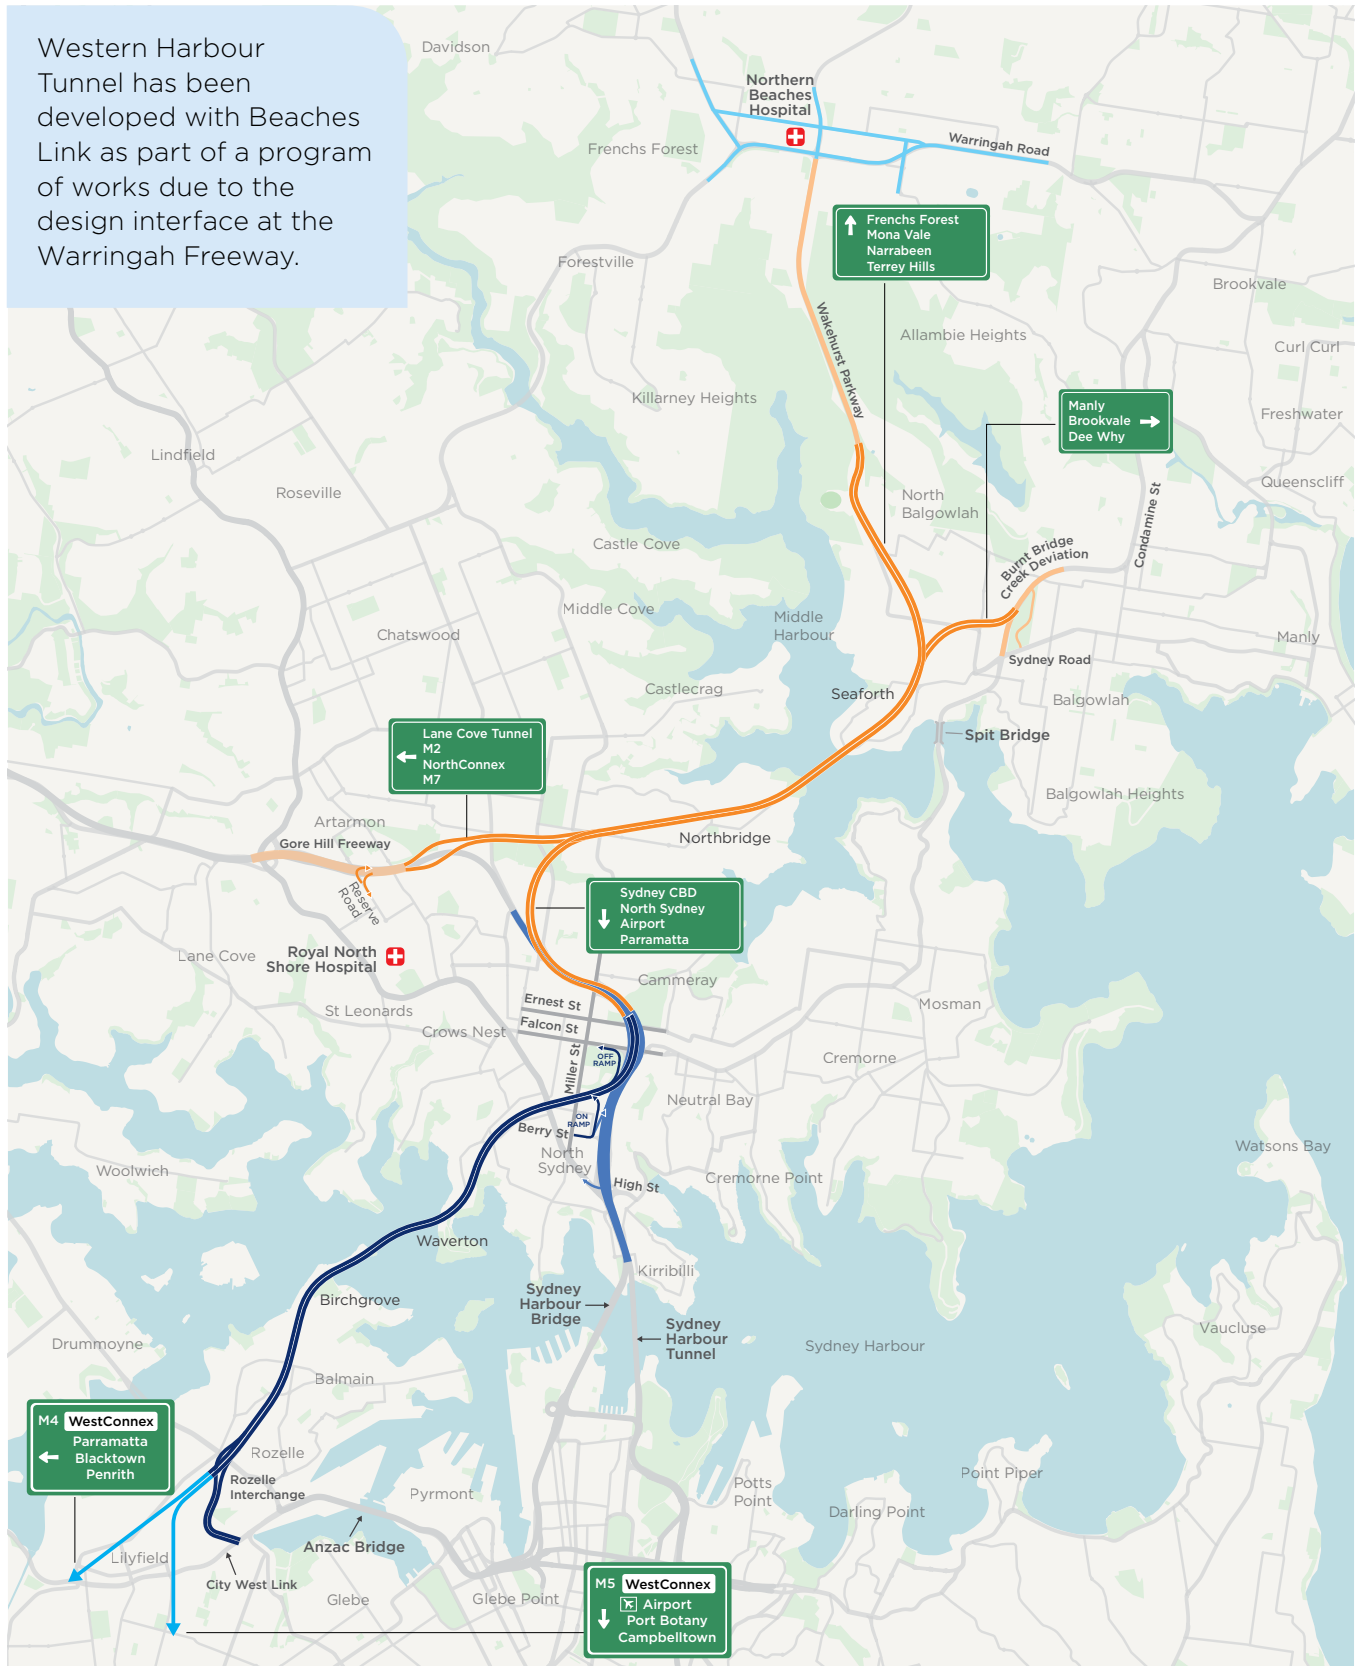 Western Harbour
Tunnel has been
developed with Beaches
Link as part of a program
of works due to the
design interface at the
Warringah Freeway.
Davidson
Northern
Beaches
Hospital
Frenchs Forest
Warringah Road
Frenchs Forest
Mona Vale
Narrabeen
Terrey Hills
Forestville
Brookvale
Wakehurst Parkway
Allambie Heights
Curl Curl
Killarney Heights
Manly
Brookvale
Dee Why
Freshwater
Lindfield
Roseville
North
Balgowlah
Queenscliff
Condamine St
Castle Cove
Burnt Bridge
Creek Deviation
Middle Cove
Middle
Harbour
Chatswood
Manly
Sydney Road
Castlecrag
Seaforth
Balgowlah
Spit Bridge
Lane Cove Tunnel
M2
NorthConnex
M7
Balgowlah Heights
Artarmon
Gore Hill Freeway
Northbridge
Reserve
Road
Sydney CBD
North Sydney
Airport
Parramatta
Lane Cove
Royal North
Shore Hospital
Cammeray
St Leonards
Ernest St
Mosman
Falcon St
Crows Nest
OFF
RAMP
Miller St
Cremorne
Neutral Bay
ON
RAMP
Berry St
North
Sydney
Watsons Bay
Woolwich
High St
Cremorne Point
Waverton
Kirribilli
Sydney
Harbour
Bridge
Birchgrove
Sydney
Harbour
Tunnel
Vaucluse
Drummoyne
Sydney Harbour
Balmain
M4 WestConnex
Parramatta
Blacktown
Penrith
Rozelle
Rozelle
Interchange
Pyrmont
Potts
Point
Point Piper
Darling Point
Anzac Bridge
Lilyfield
City West Link
Glebe
Glebe Point
M5 WestConnex
Airport
Port Botany
Campbelltown